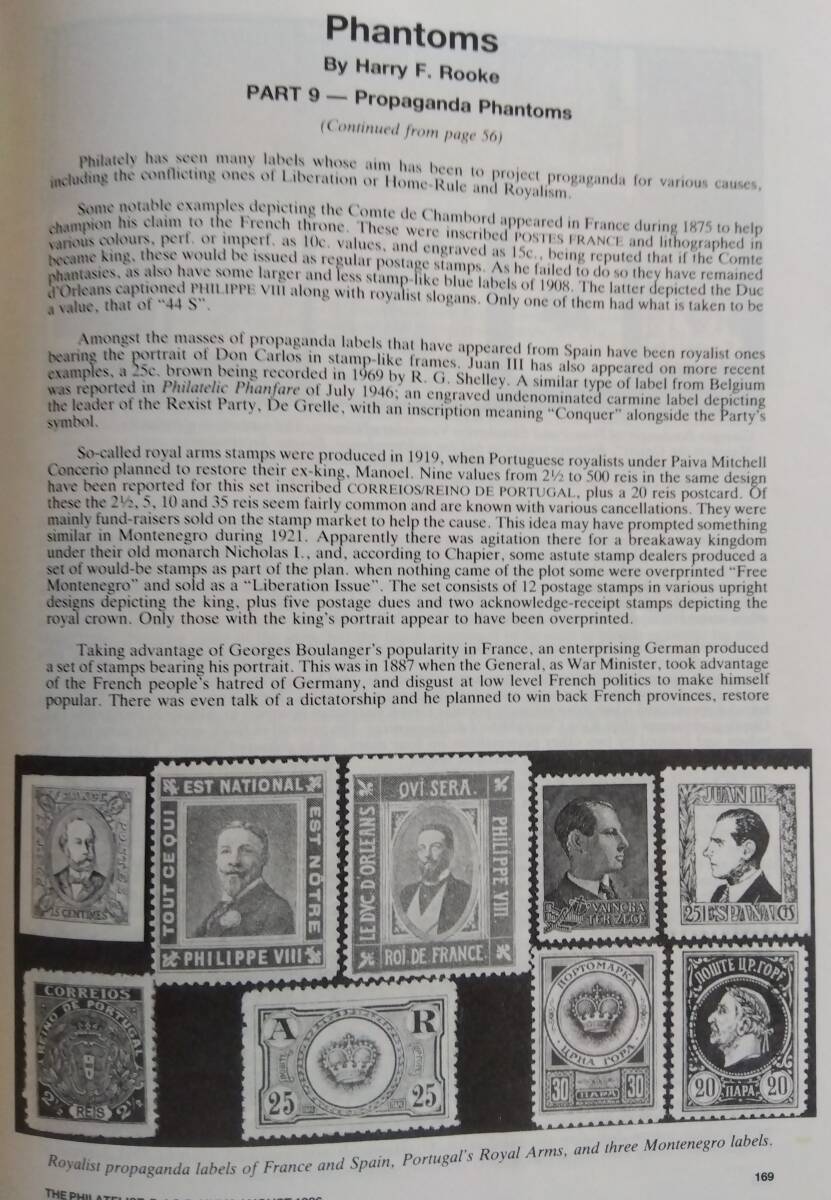 Phantoms
By Harry F. Rooke
PART 9 — Propaganda Phantoms
(Continued from page 56)
Philately has seen many labels whose aim has been to project progaganda for various causes,
including the conflicting ones of Liberation or Home-Rule and Royalism.
Some notable examples depicting the Comte de Chambord appeared in France during 1875 to help
champion his claim to the French throne. These were inscribed POSTES FRANCE and lithographed in
various colours, perf. or imperf. as 10c. values, and engraved as 15c., being reputed that if the Comte
became king, these would be issued as regular postage stamps. As he failed to do so they have remained
phantasies, as also have some larger and less stamp-like blue labels of 1908. The latter depicted the Duc
d'Orleans captioned PHILIPPE VIII along with royalist slogans. Only one of them had what is taken to be
a value, that of "44 S".
Amongst the masses of propaganda labels that have appeared from Spain have been royalist ones
bearing the portrait of Don Carlos in stamp-like frames. Juan III has also appeared on more recent
examples, a 25c. brown being recorded in 1969 by R. G. Shelley. A similar type of label from Belgium
was reported in Philatelic Phanfare of July 1946; an engraved undenominated carmine label depicting
the leader of the Rexist Party, De Grelle, with an inscription meaning "Conquer" alongside the Party's
symbol.
So-called royal arms stamps were produced in 1919, when Portuguese royalists under Paiva Mitchell
Concerio planned to restore their ex-king, Manoel. Nine values from 2½ to 500 reis in the same design
have been reported for this set inscribed CORREIOS/REINO DE PORTUGAL, plus a 20 reis postcard. Of
these the 2½, 5, 10 and 35 reis seem fairly common and are known with various cancellations. They were
mainly fund-raisers sold on the stamp market to help the cause. This idea may have prompted something
similar in Montenegro during 1921. Apparently there was agitation there for a breakaway kingdom
under their old monarch Nicholas I., and, according to Chapier, some astute stamp dealers produced a
set of would-be stamps as part of the plan. when nothing came of the plot some were overprinted "Free
Montenegro" and sold as a "Liberation Issue". The set consists of 12 postage stamps in various upright
designs depicting the king, plus five postage dues and two acknowledge-receipt stamps depicting the
royal crown. Only those with the king's portrait appear to have been overprinted.
Taking advantage of Georges Boulanger's popularity in France, an enterprising German produced
a set of stamps bearing his portrait. This was in 1887 when the General, as War Minister, took advantage
of the French people's hatred of Germany, and disgust at low level French politics to make himself
popular. There was even talk of a dictatorship and he planned to win back French provinces, restore
FRANCE
POSTES
15 CENTIMES
EST NATIONAL
TOUT CE QUI
EST NÔTRE
PHILIPPE VIII
QVI SERA.
LE DVC D'ORLEANS
PHILIPPE VIII
ROI DE FRANCE.
VAINCRA
JUAN III
25 ESPAÑA CTS
CORREIOS
REINO DE PORTUGAL
2½ REIS 2½
A R
25 25
ПОРТОМАРКА
ЦРНА ГОРА
30 ПАРА 30
ПОШТЕ ЦР. ГОРЕ
20 ПАРА 20
Royalist propaganda labels of France and Spain, Portugal's Royal Arms, and three Montenegro labels.
169